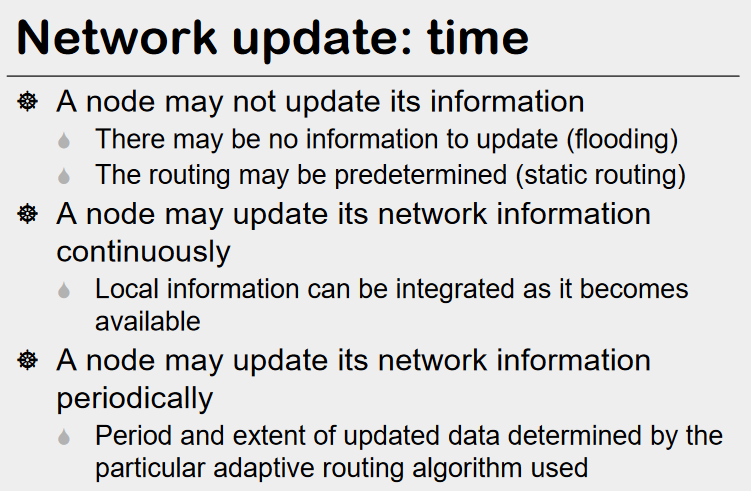 Network update: time
A node may not update its information
There may be no information to update (flooding)
The routing may be predetermined (static routing)
A node may update its network information
continuously
Local information can be integrated as it becomes
available
A node may update its network information
periodically
Period and extent of updated data determined by the
particular adaptive routing algorithm used